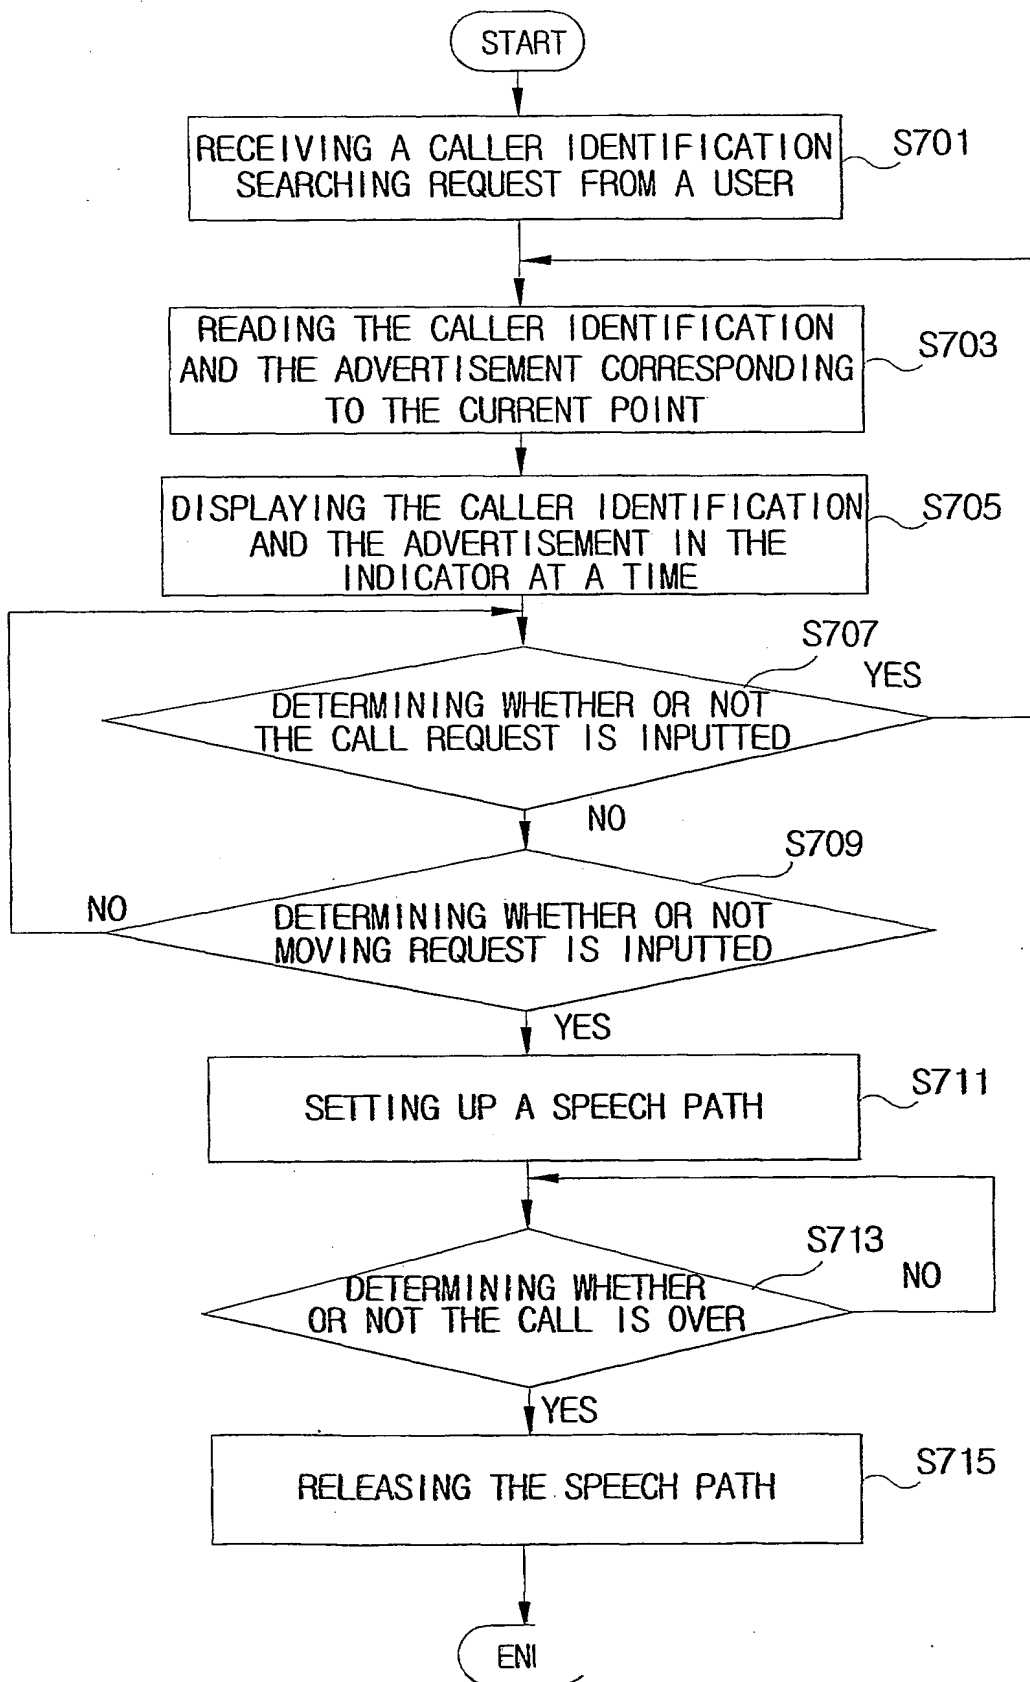 START
RECEIVING A CALLER IDENTIFICATION
SEARCHING REQUEST FROM A USER
S701
READING THE CALLER IDENTIFICATION
AND THE ADVERTISEMENT CORRESPONDING
TO THE CURRENT POINT
S703
DISPLAYING THE CALLER IDENTIFICATION
AND THE ADVERTISEMENT IN THE
INDICATOR AT A TIME
S705
S707
YES
DETERMINING WHETHER OR NOT
THE CALL REQUEST IS INPUTTED
NO
S709
NO
DETERMINING WHETHER OR NOT
MOVING REQUEST IS INPUTTED
YES
SETTING UP A SPEECH PATH
S711
S713
NO
DETERMINING WHETHER
OR NOT THE CALL IS OVER
YES
RELEASING THE SPEECH PATH
S715